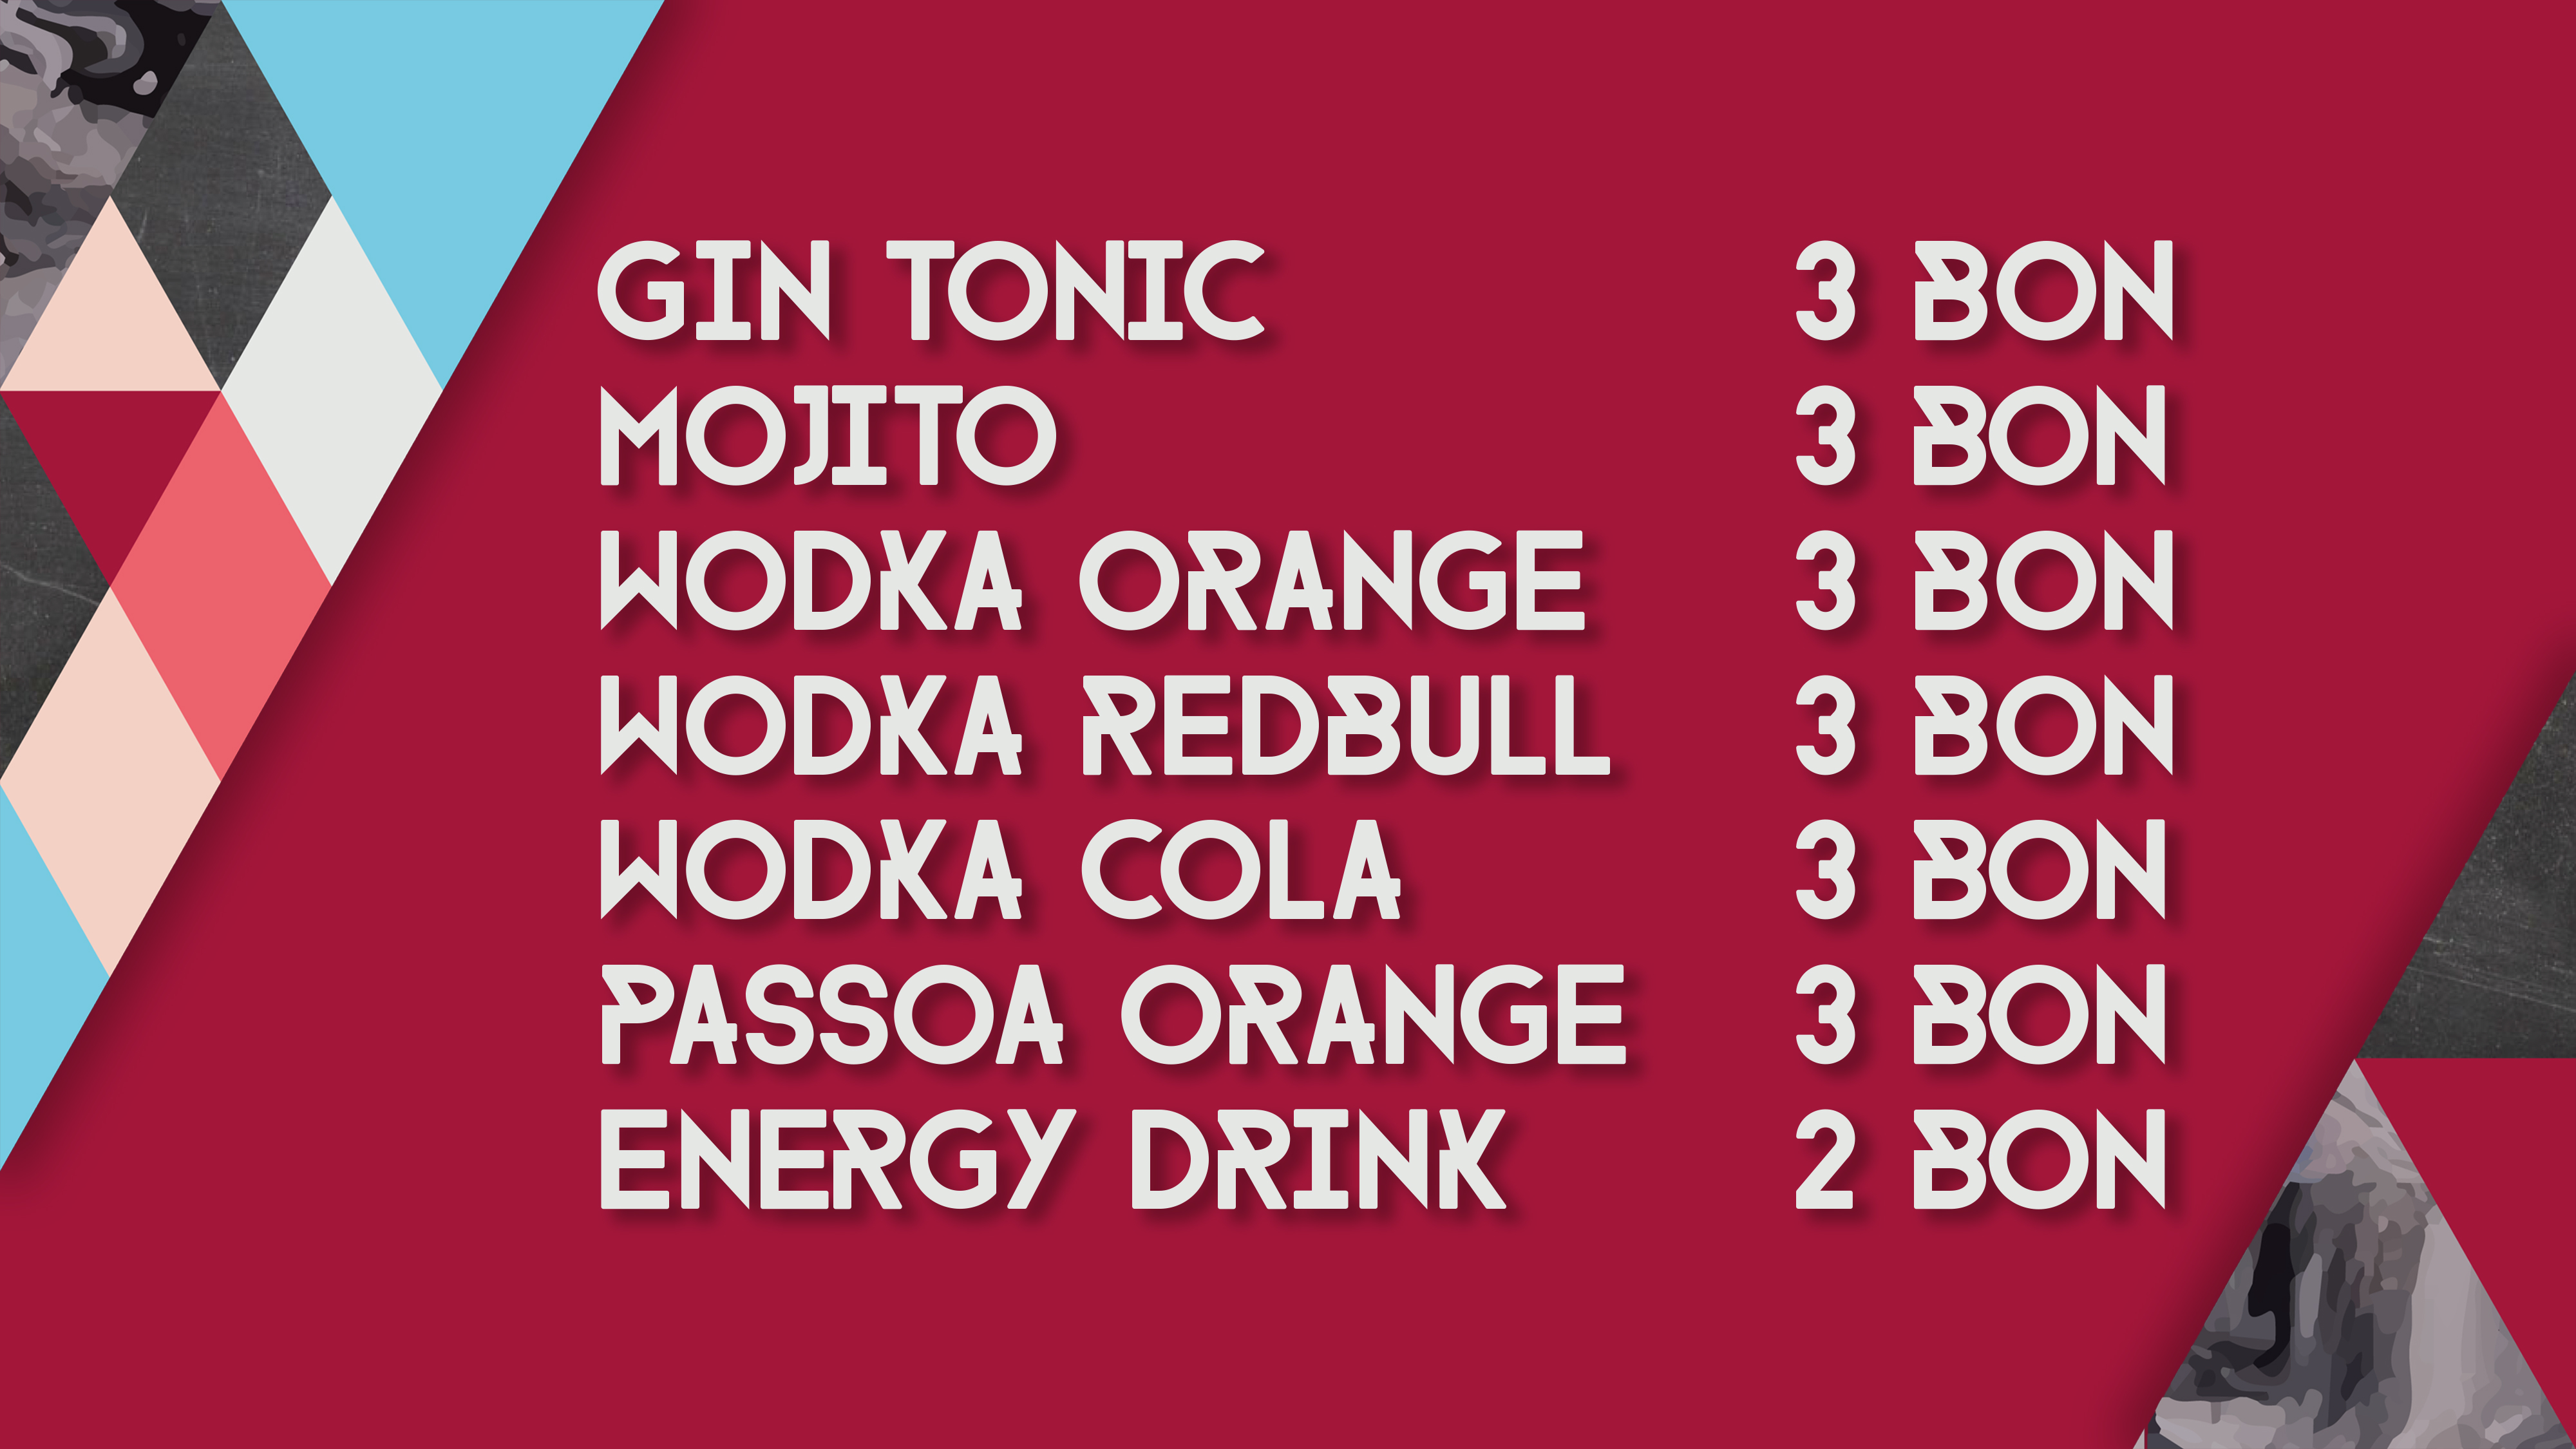 GIN TONIC 3 BON
MOJITO 3 BON
WODKA ORANGE 3 BON
WODKA REDBULL 3 BON
WODKA COLA 3 BON
PASSOA ORANGE 3 BON
ENERGY DRINK 2 BON